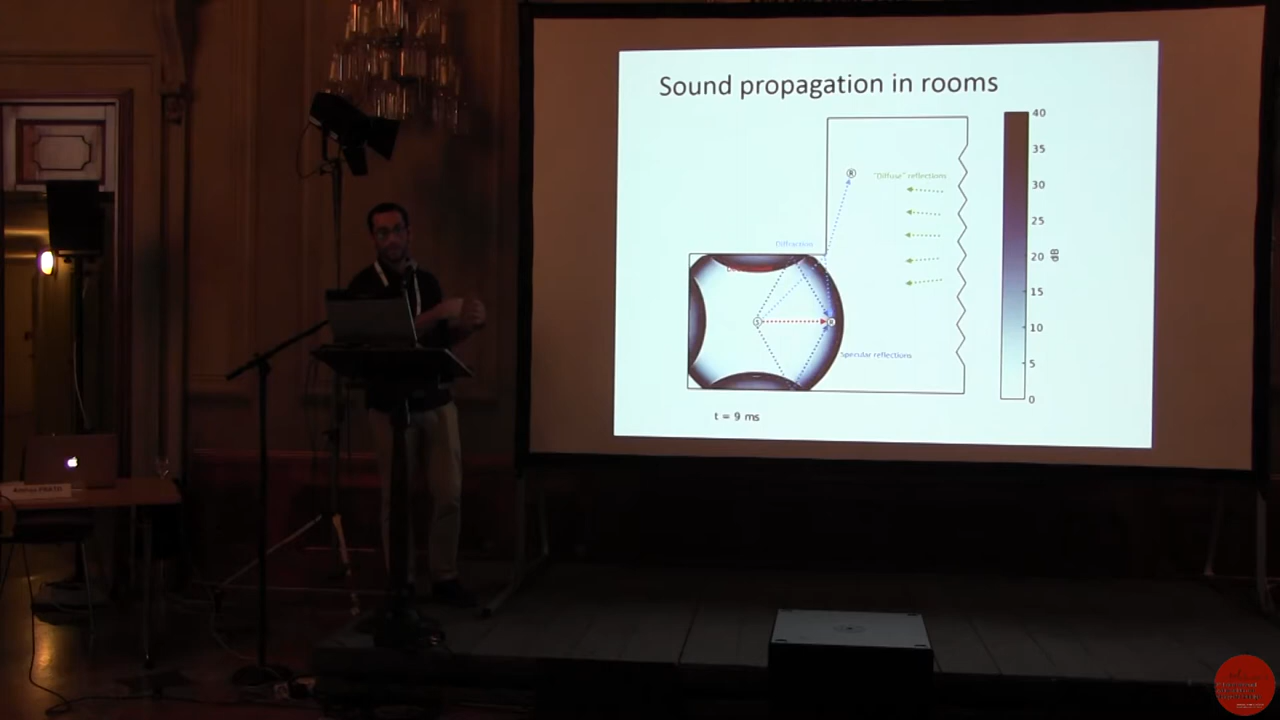 Sound propagation in rooms
40
35
30
25
20
15
10
5
0
dB
R
"Diffuse" reflections
Diffraction
S
R
Specular reflections
t = 9 ms